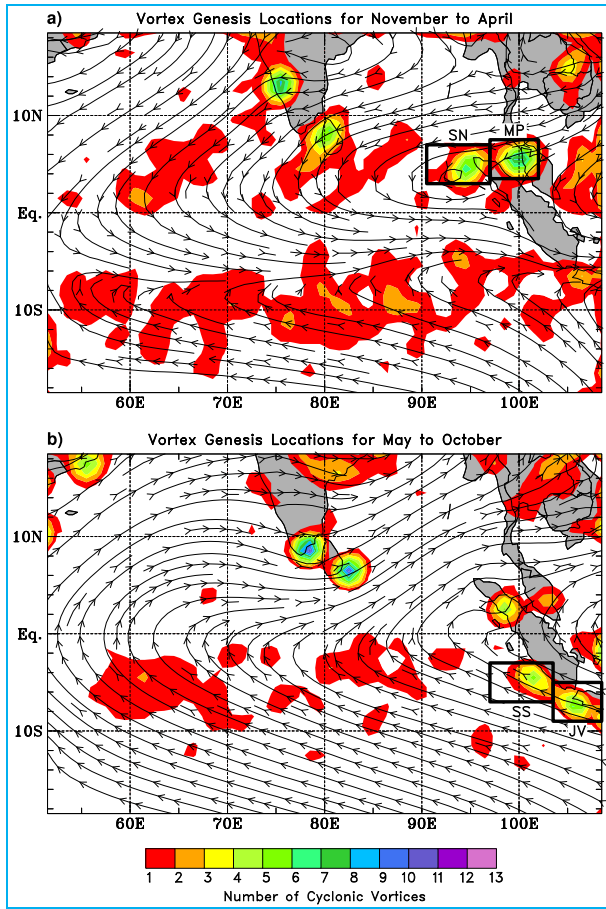 a) Vortex Genesis Locations for November to April
10N
Eq.
10S
SN MP
60E 70E 80E 90E 100E
b) Vortex Genesis Locations for May to October
10N
Eq.
10S
SS
JV
60E 70E 80E 90E 100E
1 2 3 4 5 6 7 8 9 10 11 12 13
Number of Cyclonic Vortices